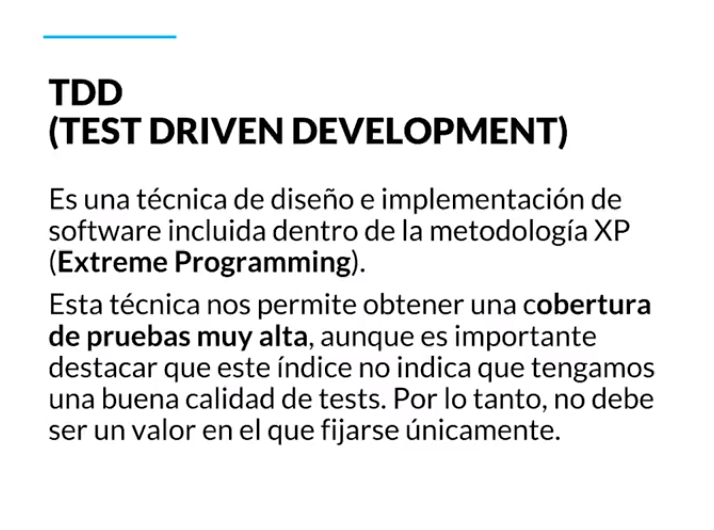 TDD
(TEST DRIVEN DEVELOPMENT)
Es una técnica de diseño e implementación de
software incluida dentro de la metodología XP
(Extreme Programming).
Esta técnica nos permite obtener una cobertura
de pruebas muy alta, aunque es importante
destacar que este índice no indica que tengamos
una buena calidad de tests. Por lo tanto, no debe
ser un valor en el que fijarse únicamente.